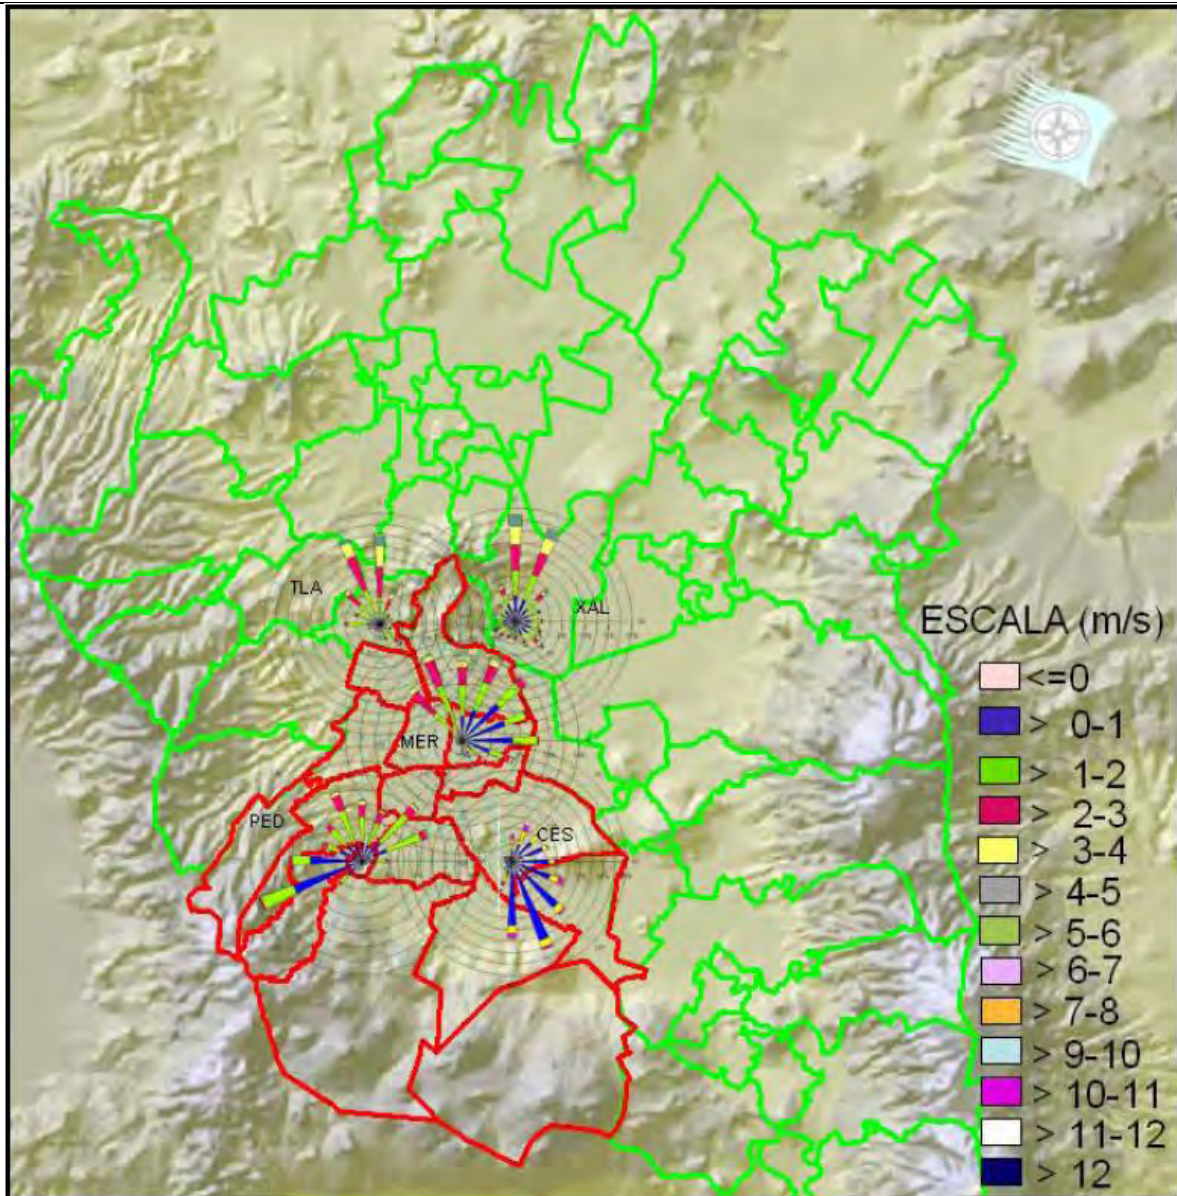 TLA
XAL
ESCALA (m/s)
<=0
MER
> 0-1
> 1-2
PED
CES
> 2-3
> 3-4
> 4-5
> 5-6
> 6-7
> 7-8
> 9-10
> 10-11
> 11-12
> 12